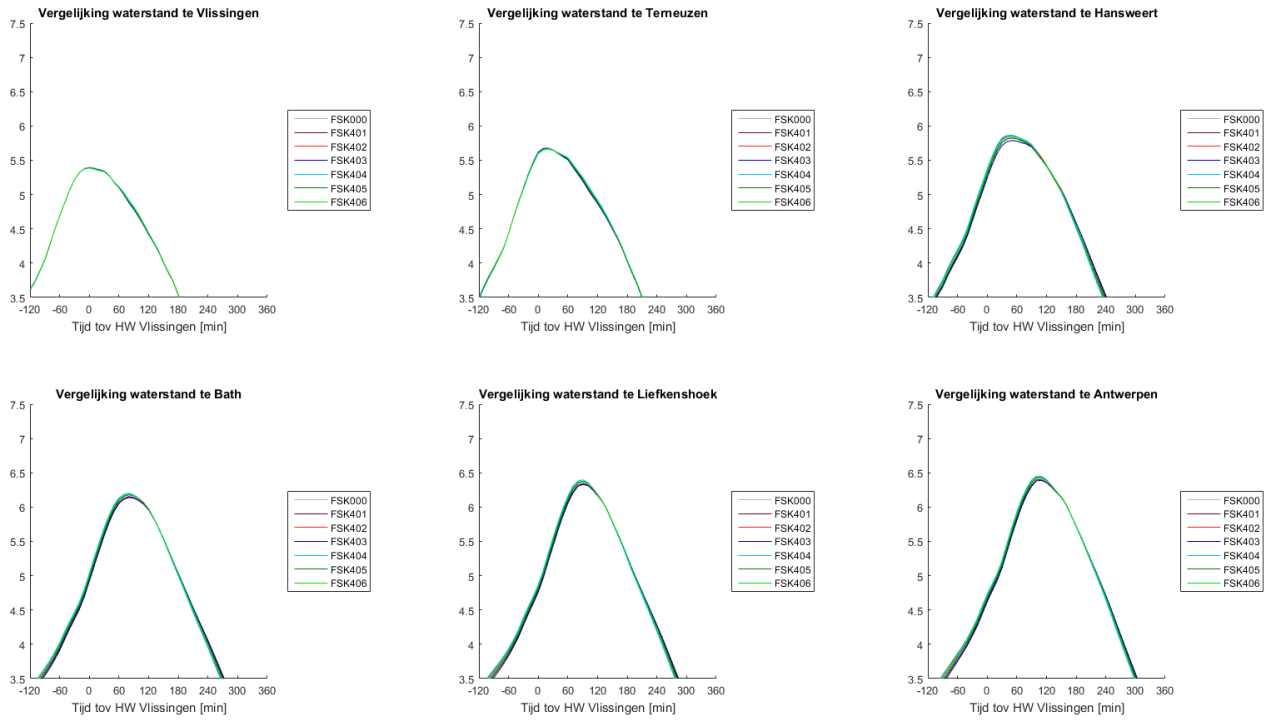 Vergelijking waterstand te Vlissingen
7.5
7
6.5
6
5.5
5
4.5
4
3.5
-120 -60 0 60 120 180 240 300 360
Tijd tov HW Vlissingen [min]
FSK000
FSK401
FSK402
FSK403
FSK404
FSK405
FSK406
Vergelijking waterstand te Terneuzen
7.5
7
6.5
6
5.5
5
4.5
4
3.5
-120 -60 0 60 120 180 240 300 360
Tijd tov HW Vlissingen [min]
FSK000
FSK401
FSK402
FSK403
FSK404
FSK405
FSK406
Vergelijking waterstand te Hansweert
7.5
7
6.5
6
5.5
5
4.5
4
3.5
-120 -60 0 60 120 180 240 300 360
Tijd tov HW Vlissingen [min]
FSK000
FSK401
FSK402
FSK403
FSK404
FSK405
FSK406
Vergelijking waterstand te Bath
7.5
7
6.5
6
5.5
5
4.5
4
3.5
-120 -60 0 60 120 180 240 300 360
Tijd tov HW Vlissingen [min]
FSK000
FSK401
FSK402
FSK403
FSK404
FSK405
FSK406
Vergelijking waterstand te Liefkenshoek
7.5
7
6.5
6
5.5
5
4.5
4
3.5
-120 -60 0 60 120 180 240 300 360
Tijd tov HW Vlissingen [min]
FSK000
FSK401
FSK402
FSK403
FSK404
FSK405
FSK406
Vergelijking waterstand te Antwerpen
7.5
7
6.5
6
5.5
5
4.5
4
3.5
-120 -60 0 60 120 180 240 300 360
Tijd tov HW Vlissingen [min]
FSK000
FSK401
FSK402
FSK403
FSK404
FSK405
FSK406